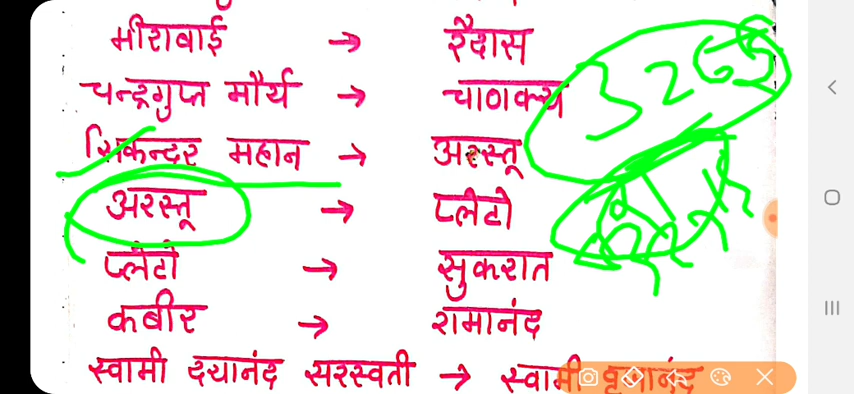 मीराबाई → रैदास
चन्द्रगुप्त मौर्य → चाणक्य
सिकन्दर महान → अरस्तू
अरस्तू → प्लेटो
प्लेटो → सुकरात
कबीर → रामानंद
स्वामी दयानंद सरस्वती → स्वामी